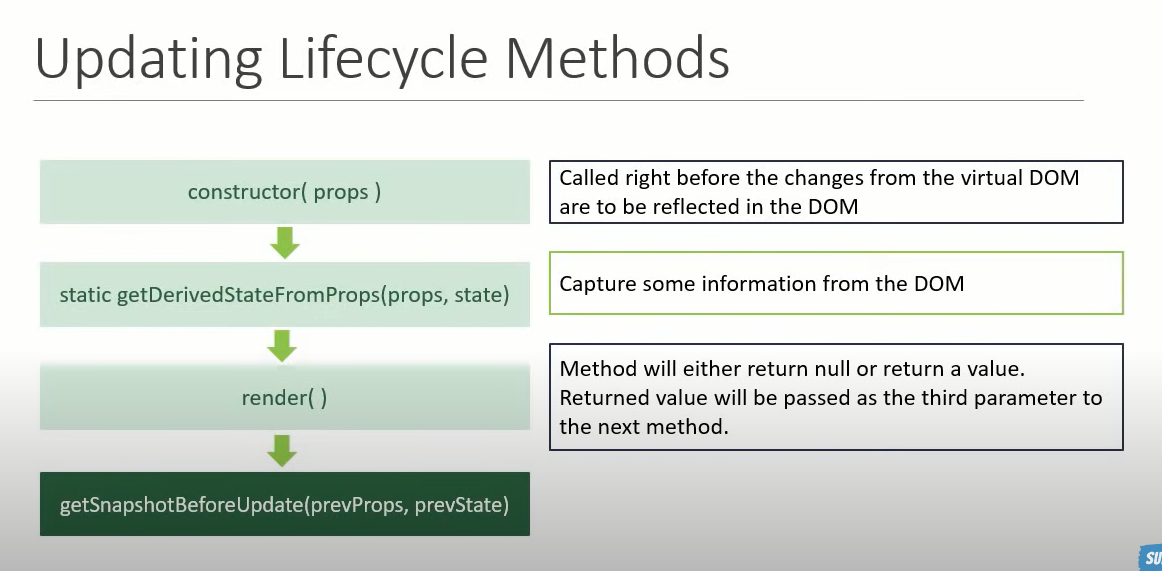 Updating Lifecycle Methods
constructor( props )
static getDerivedStateFromProps(props, state)
render( )
getSnapshotBeforeUpdate(prevProps, prevState)
Called right before the changes from the virtual DOM
are to be reflected in the DOM
Capture some information from the DOM
Method will either return null or return a value.
Returned value will be passed as the third parameter to
the next method.
SU